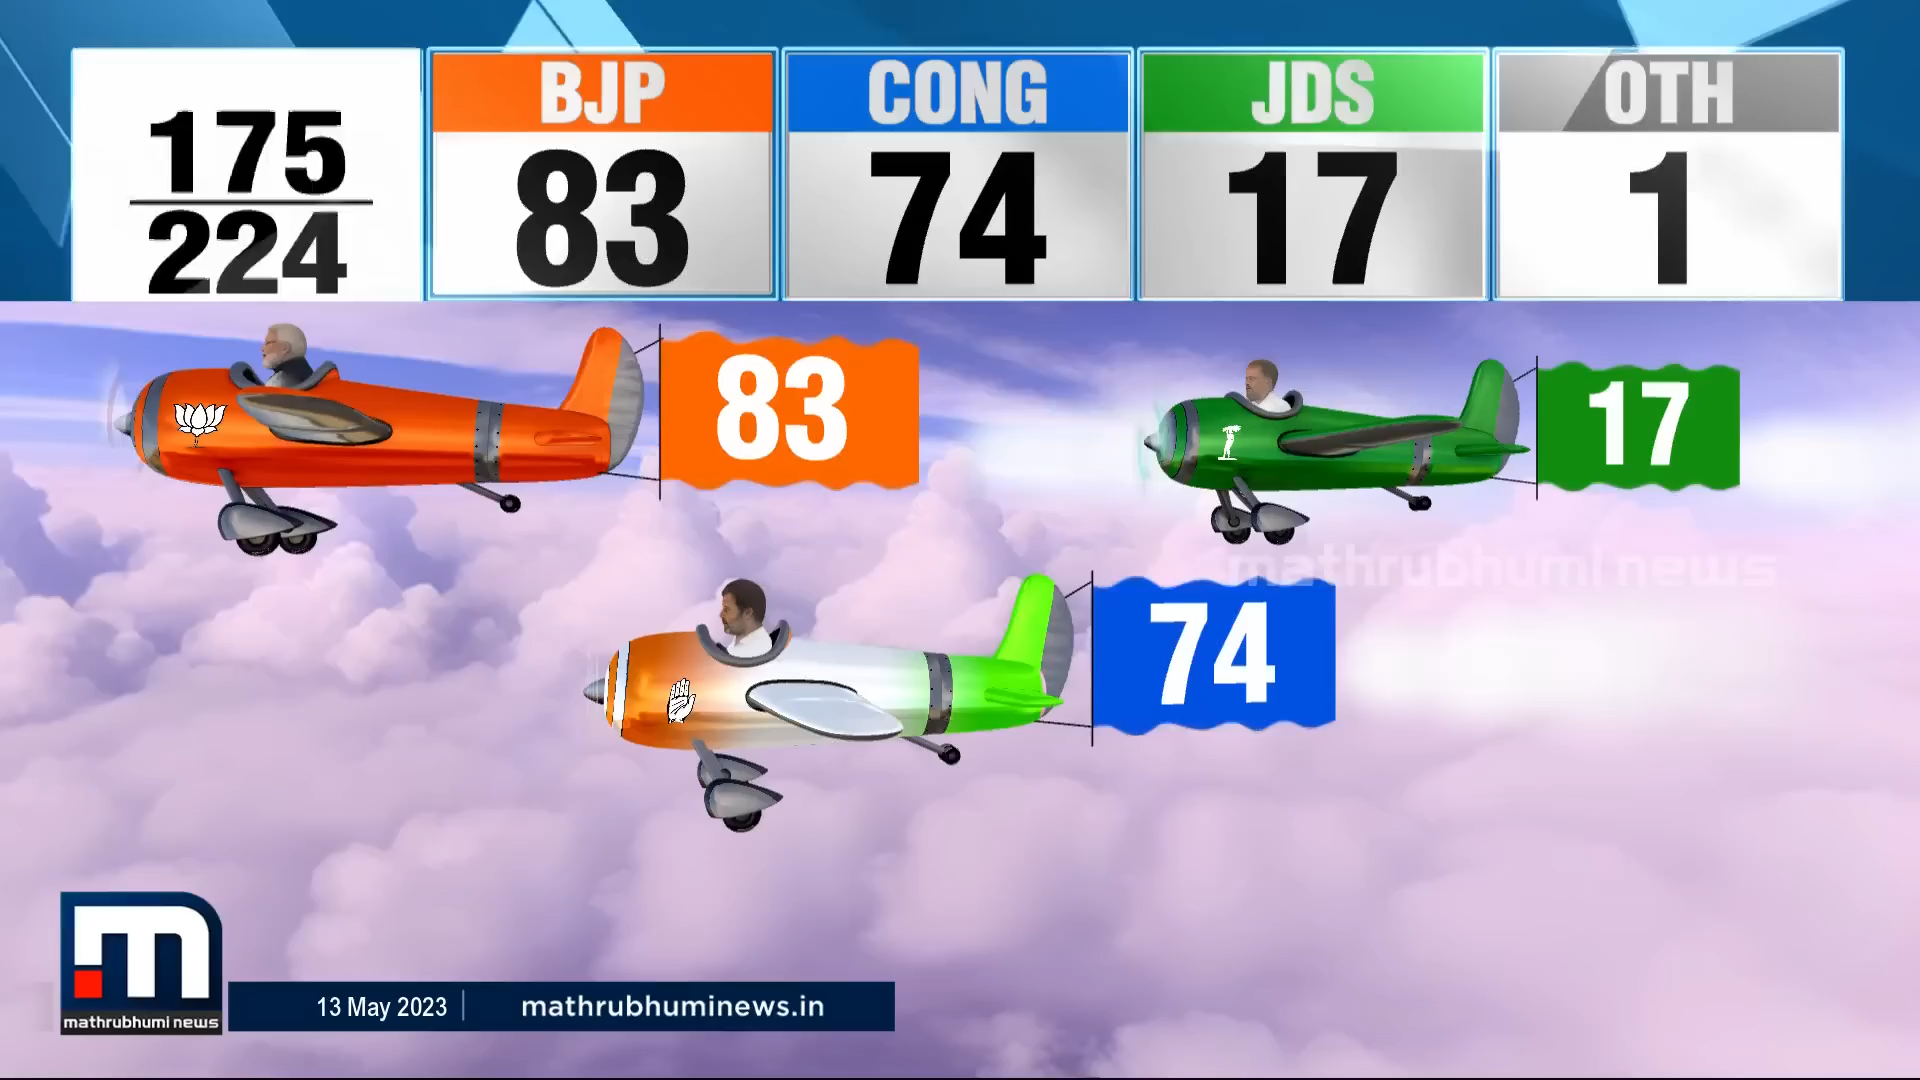 175
224
BJP
83
CONG
74
JDS
17
OTH
1
83
17
mathrubhumi news
74
mathrubhumi news
13 May 2023
mathrubhuminews.in